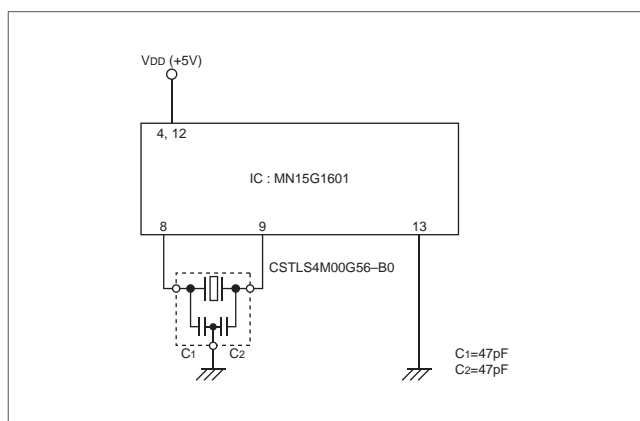 VDD (+5V)
4, 12
IC : MN15G1601
8
9
13
CSTLS4M00G56–B0
C1
C2
C1=47pF
C2=47pF